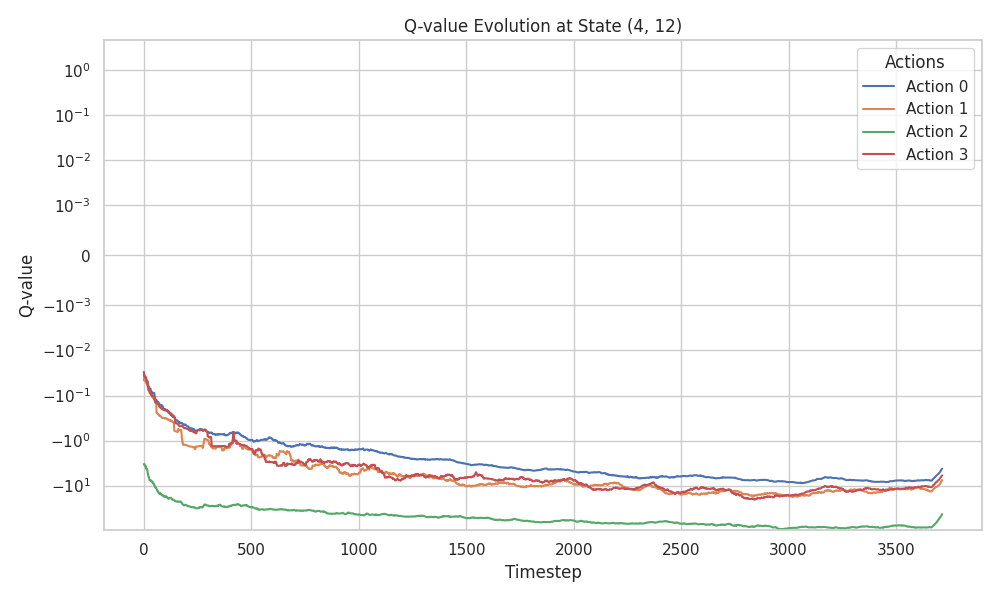 Q-value Evolution at State (4, 12)
Q-value
10⁰
10⁻¹
10⁻²
10⁻³
0
−10⁻³
−10⁻²
−10⁻¹
−10⁰
−10¹
Actions
Action 0
Action 1
Action 2
Action 3
0 500 1000 1500 2000 2500 3000 3500
Timestep